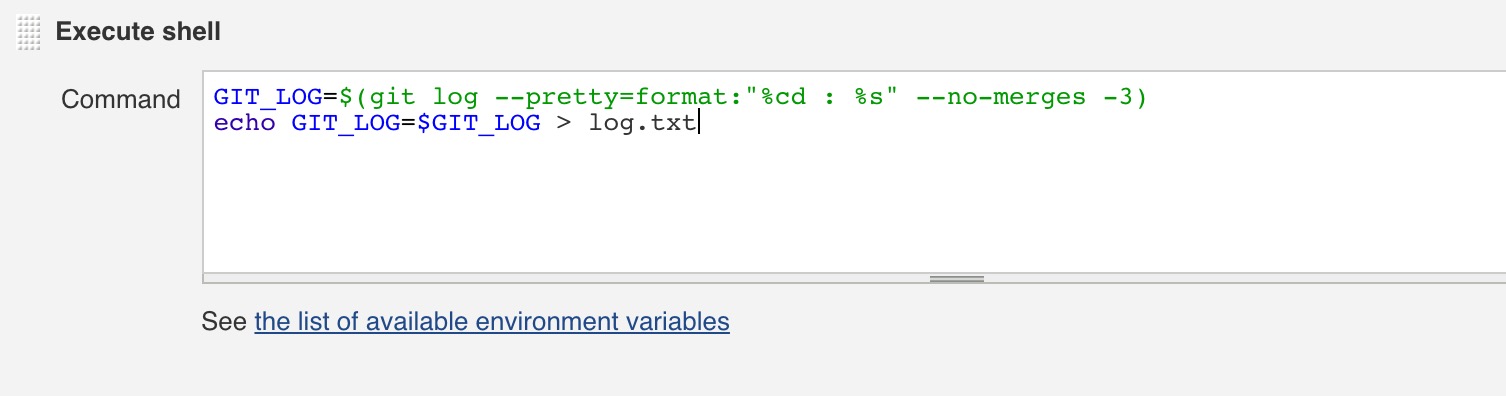 Execute shell
Command
GIT_LOG=$(git log --pretty=format:"%cd : %s" --no-merges -3)
echo GIT_LOG=$GIT_LOG > log.txt
See the list of available environment variables